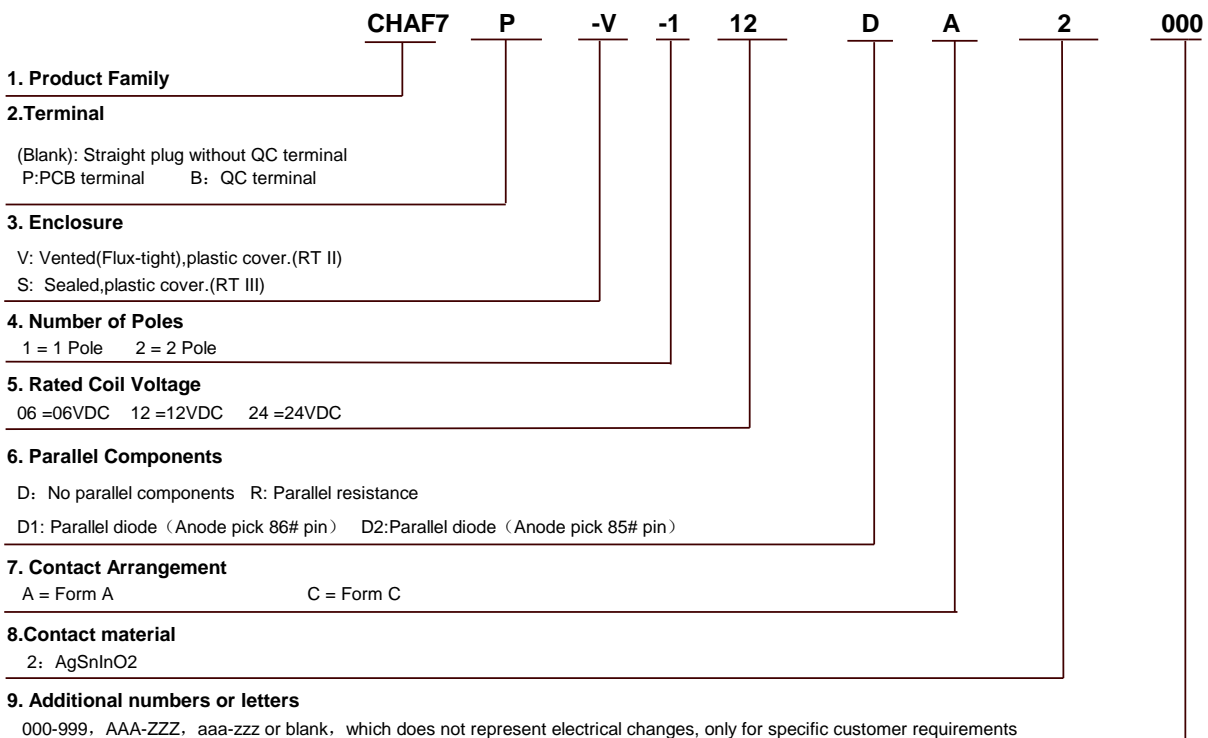 CHAF7 P -V -1 12 D A 2 000
1. Product Family
2.Terminal
(Blank): Straight plug without QC terminal
P:PCB terminal B：QC terminal
3. Enclosure
V: Vented(Flux-tight),plastic cover.(RT II)
S: Sealed,plastic cover.(RT III)
4. Number of Poles
1 = 1 Pole 2 = 2 Pole
5. Rated Coil Voltage
06 =06VDC 12 =12VDC 24 =24VDC
6. Parallel Components
D：No parallel components R: Parallel resistance
D1: Parallel diode（Anode pick 86# pin） D2:Parallel diode（Anode pick 85# pin）
7. Contact Arrangement
A = Form A C = Form C
8.Contact material
2：AgSnInO2
9. Additional numbers or letters
000-999，AAA-ZZZ，aaa-zzz or blank，which does not represent electrical changes, only for specific customer requirements